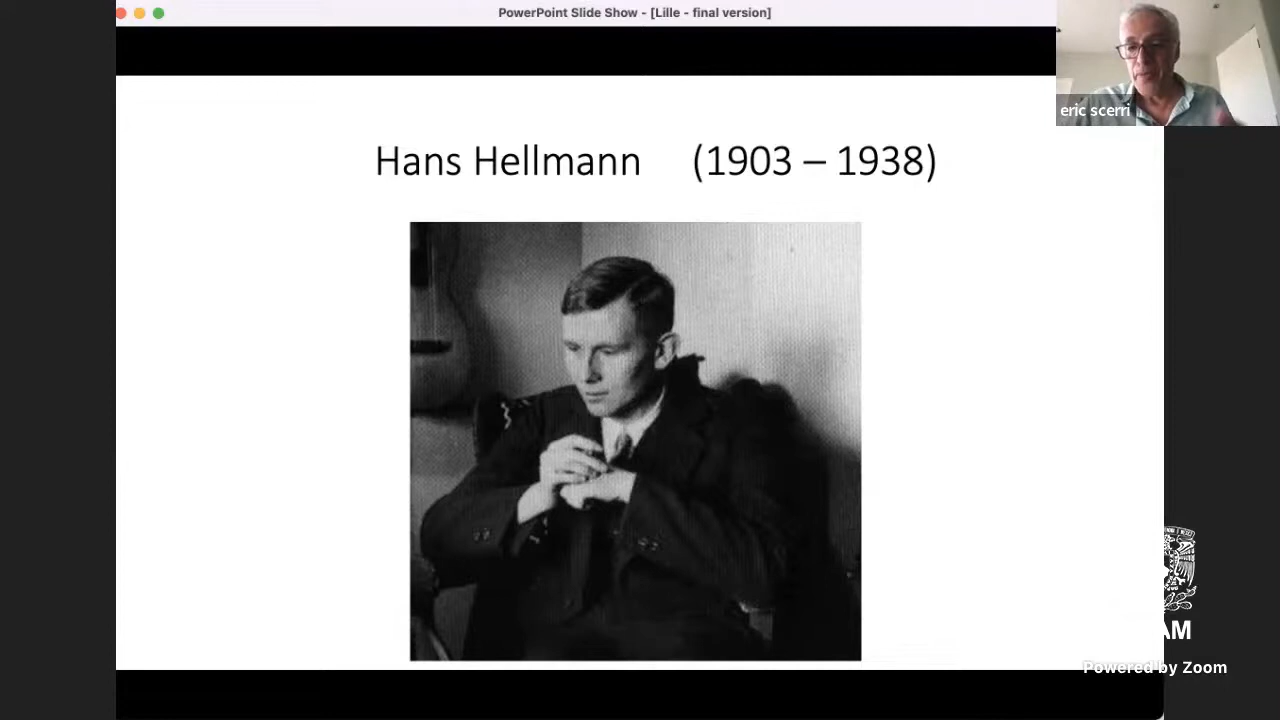 PowerPoint Slide Show - [Lille - final version]
eric scerri
Hans Hellmann (1903 – 1938)
AM
Powered by Zoom